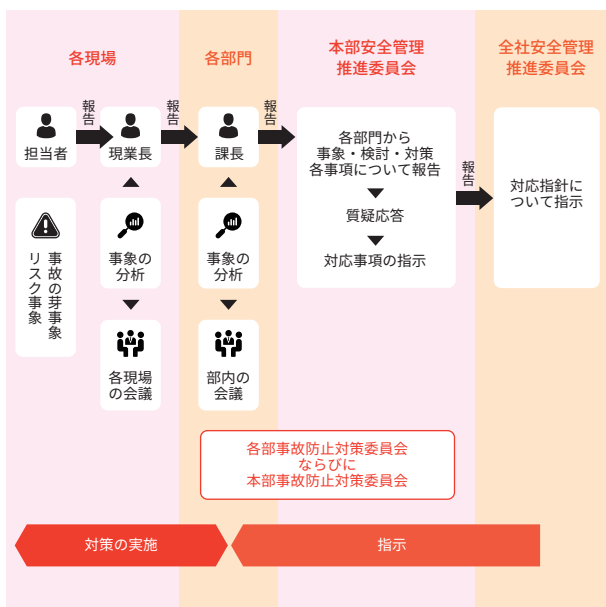 各現場
各部門
本部安全管理
推進委員会
全社安全管理
推進委員会
担当者
報告
現業長
報告
課長
報告
各部門から
事象・検討・対策
各事項について報告
質疑応答
対応事項の指示
報告
対応指針に
ついて指示
事故の芽事象
リスク事象
事象の
分析
各現場
の会議
事象の
分析
部内の
会議
各部事故防止対策委員会
ならびに
本部事故防止対策委員会
対策の実施
指示